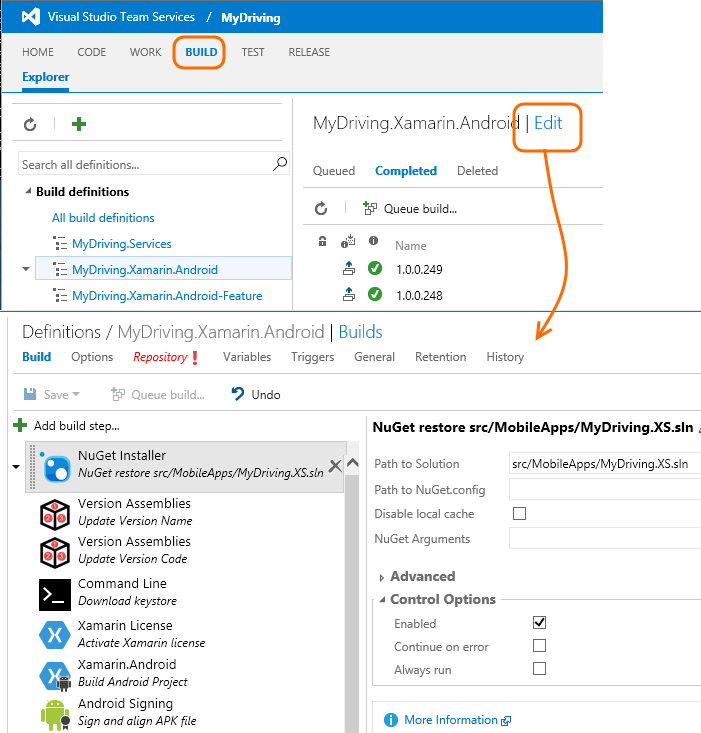 Visual Studio Team Services / MyDriving
HOME CODE WORK BUILD TEST RELEASE
Explorer
MyDriving.Xamarin.Android | Edit
Search all definitions...
Queued Completed Deleted
Build definitions
Queue build...
All build definitions
MyDriving.Services
Name
MyDriving.Xamarin.Android
1.0.0.249
MyDriving.Xamarin.Android-Feature
1.0.0.248
Definitions / MyDriving.Xamarin.Android | Builds
Build Options Repository ! Variables Triggers General Retention History
Save Queue build... Undo
Add build step...
NuGet Installer
NuGet restore src/MobileApps/MyDriving.XS.sln
Version Assemblies
Update Version Name
Version Assemblies
Update Version Code
Command Line
Download keystore
Xamarin License
Activate Xamarin license
Xamarin.Android
Build Android Project
Android Signing
Sign and align APK file
NuGet restore src/MobileApps/MyDriving.XS.sln
Path to Solution src/MobileApps/MyDriving.XS.sln
Path to NuGet.config
Disable local cache
NuGet Arguments
Advanced
Control Options
Enabled
Continue on error
Always run
More Information